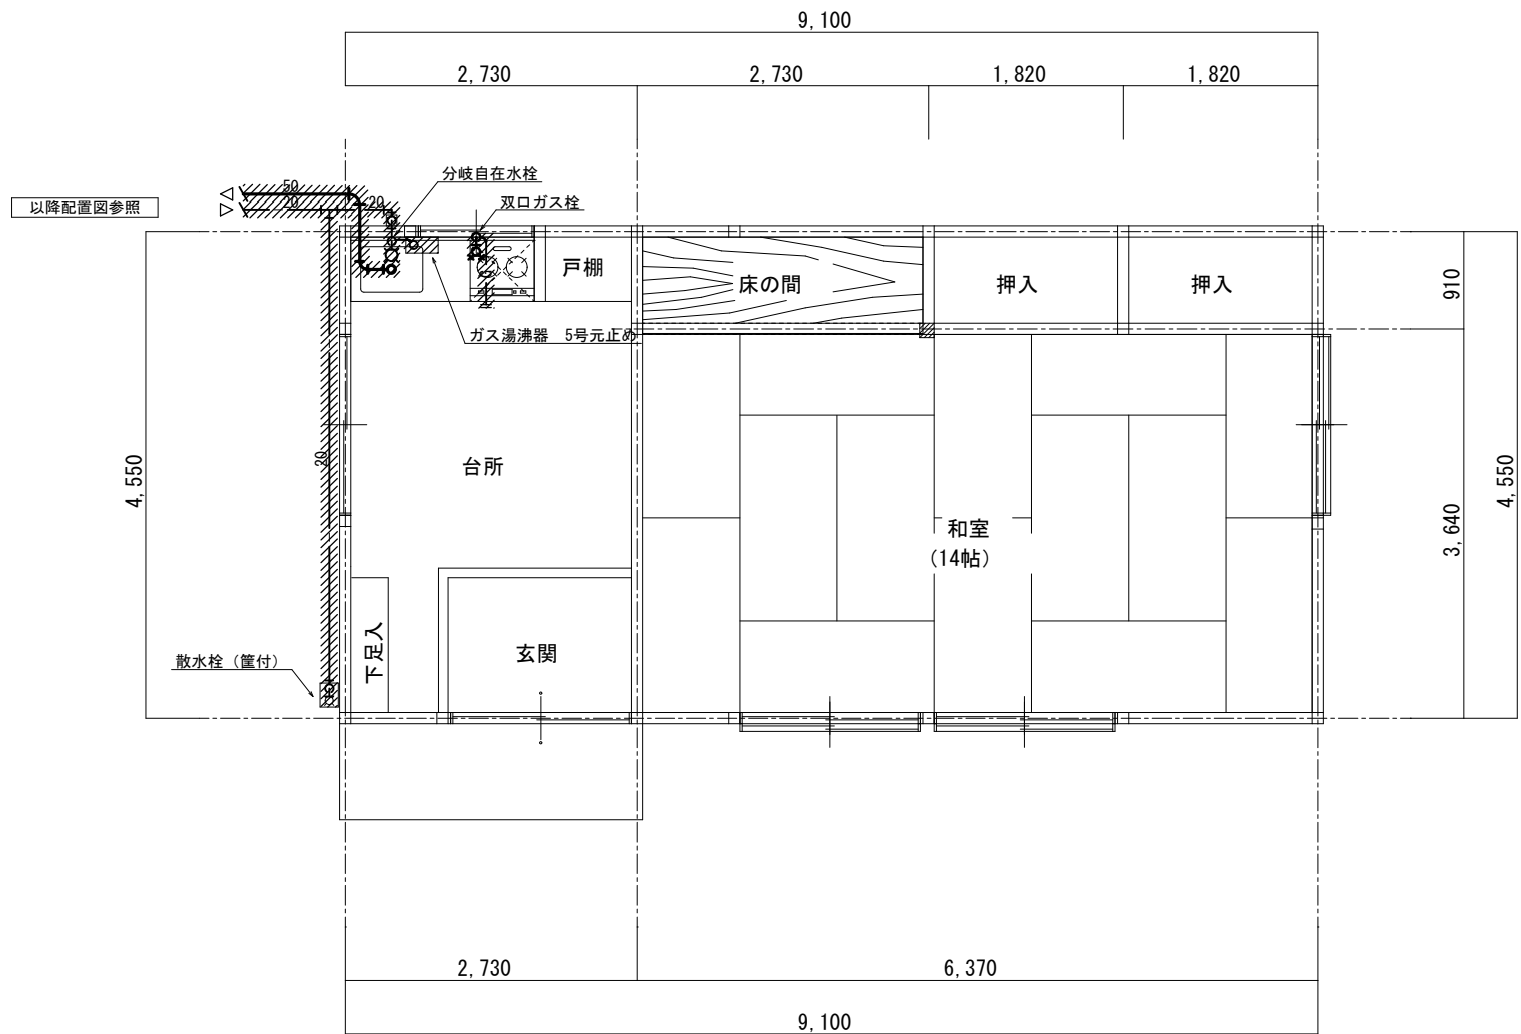 9,100
2,730
2,730
1,820
1,820
分岐自在水栓
双口ガス栓
以降配置図参照
50
20
20
戸棚
床の間
押入
押入
910
ガス湯沸器　5号元止め
4,550
20
台所
和室
(14帖)
3,640
4,550
散水栓（筐付）
下足入
玄関
2,730
6,370
9,100